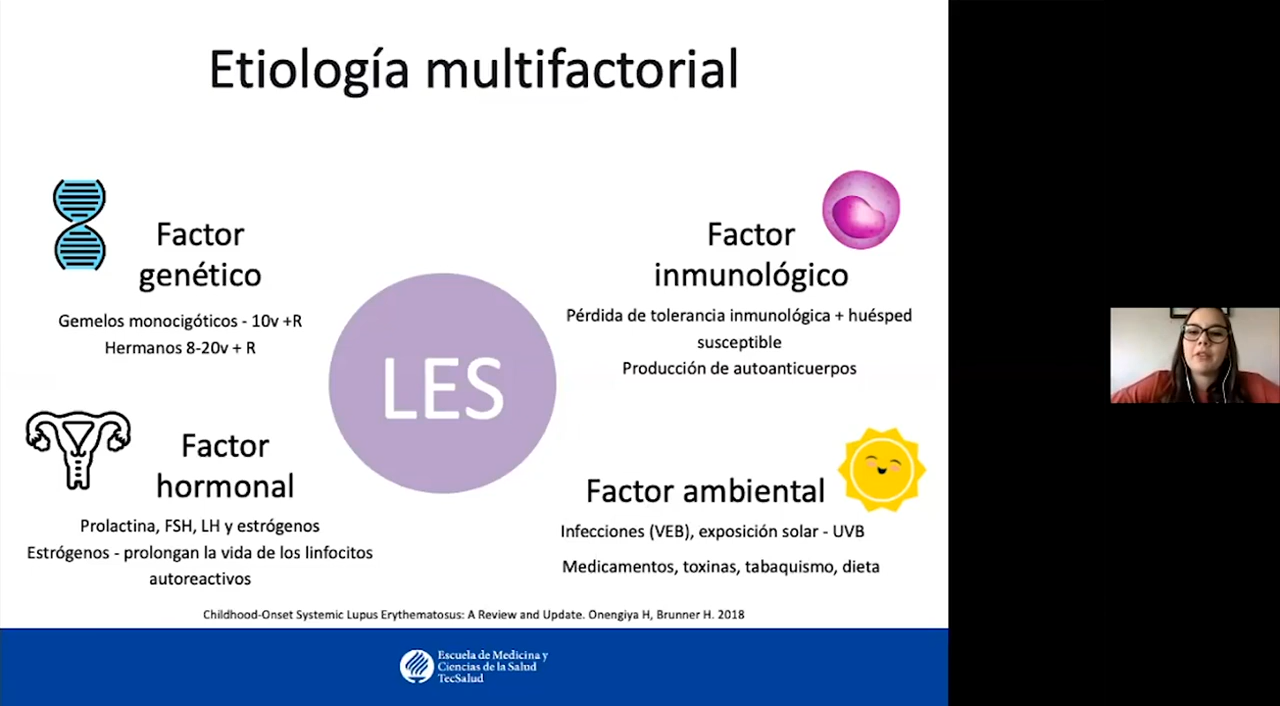 Etiología multifactorial
Factor
genético
Gemelos monocigóticos - 10v +R
Hermanos 8-20v + R
Factor
inmunológico
Pérdida de tolerancia inmunológica + huésped
susceptible
Producción de autoanticuerpos
LES
Factor
hormonal
Prolactina, FSH, LH y estrógenos
Estrógenos - prolongan la vida de los linfocitos
autoreactivos
Factor ambiental
Infecciones (VEB), exposición solar - UVB
Medicamentos, toxinas, tabaquismo, dieta
Childhood-Onset Systemic Lupus Erythematosus: A Review and Update. Onengiya H, Brunner H. 2018
Escuela de Medicina y
Ciencias de la Salud
TecSalud